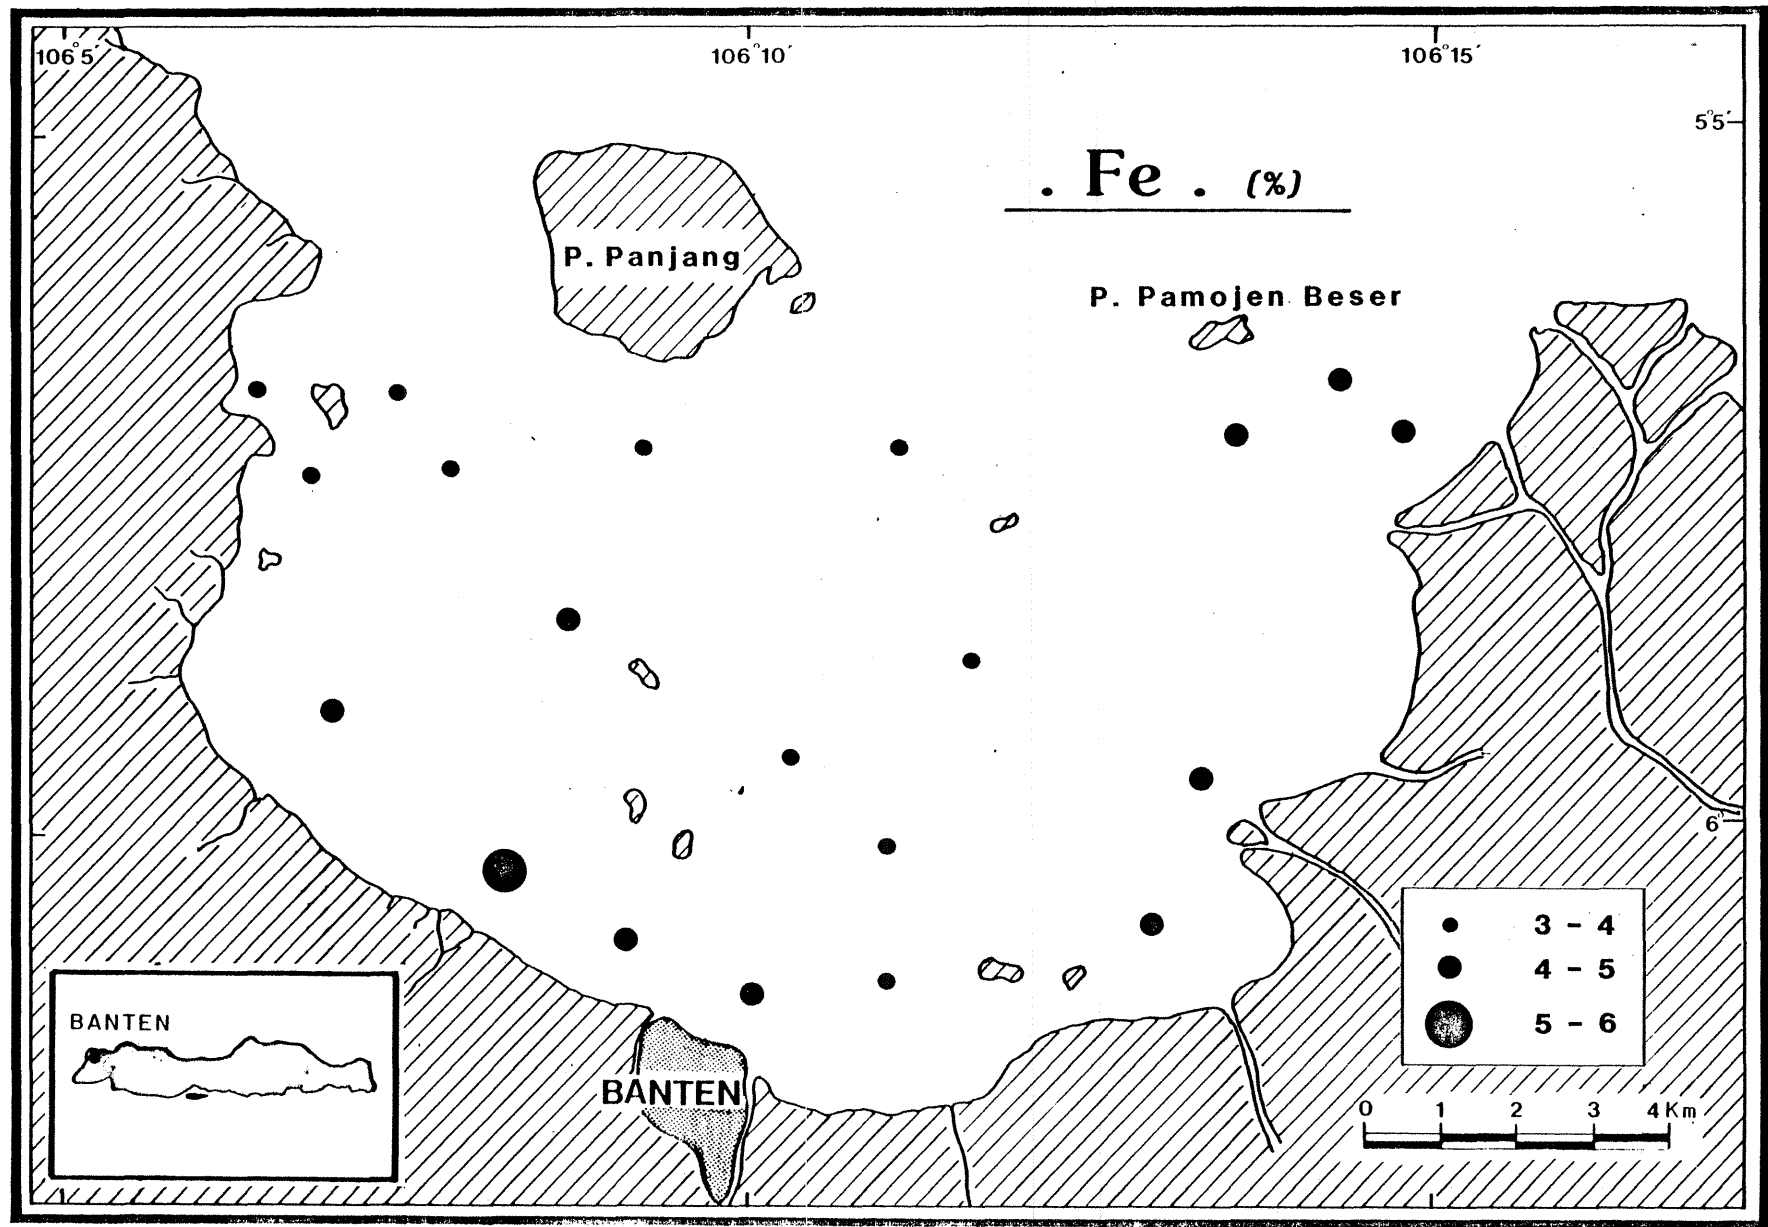 106°5′ 106°10′ 106°15′
5°5′
. Fe . (%)
P. Panjang
P. Pamojen Beser
6°
3 - 4
4 - 5
5 - 6
BANTEN
BANTEN
0 1 2 3 4 Km